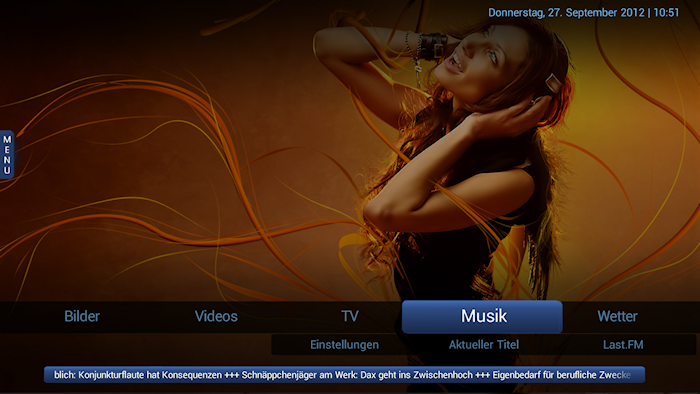 Donnerstag, 27. September 2012 | 10:51
MENU
Bilder Videos TV Musik Wetter
Einstellungen Aktueller Titel Last.FM
blich: Konjunkturflaute hat Konsequenzen +++ Schnäppchenjäger am Werk: Dax geht ins Zwischenhoch +++ Eigenbedarf für berufliche Zwecke